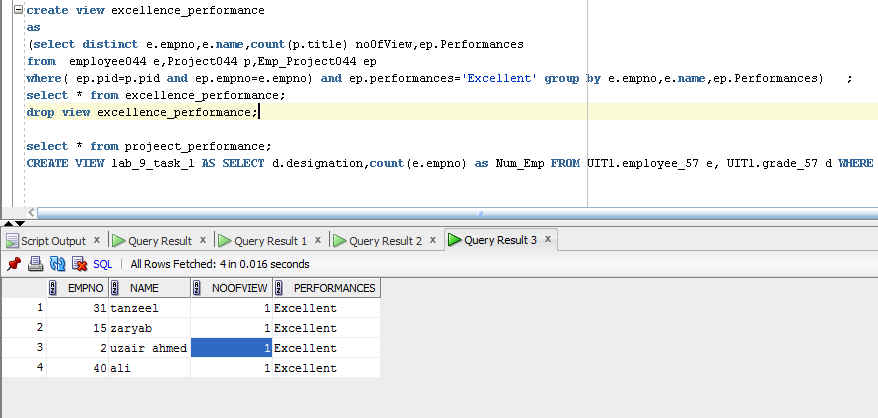 create view excellence_performance
as
(select distinct e.empno,e.name,count(p.title) noOfView,ep.Performances
from  employee044 e,Project044 p,Emp_Project044 ep
where( ep.pid=p.pid and ep.empno=e.empno) and ep.performances='Excellent' group by e.empno,e.name,ep.Performances)   ;
select * from excellence_performance;
drop view excellence_performance;
select * from projeect_performance;
CREATE VIEW lab_9_task_1 AS SELECT d.designation,count(e.empno) as Num_Emp FROM UIT1.employee_57 e, UIT1.grade_57 d WHERE
Script Output x Query Result x Query Result 1 x Query Result 2 x Query Result 3 x
SQL | All Rows Fetched: 4 in 0.016 seconds
EMPNO NAME NOOFVIEW PERFORMANCES
1 31 tanzeel 1 Excellent
2 15 zaryab 1 Excellent
3 2 uzair ahmed 1 Excellent
4 40 ali 1 Excellent